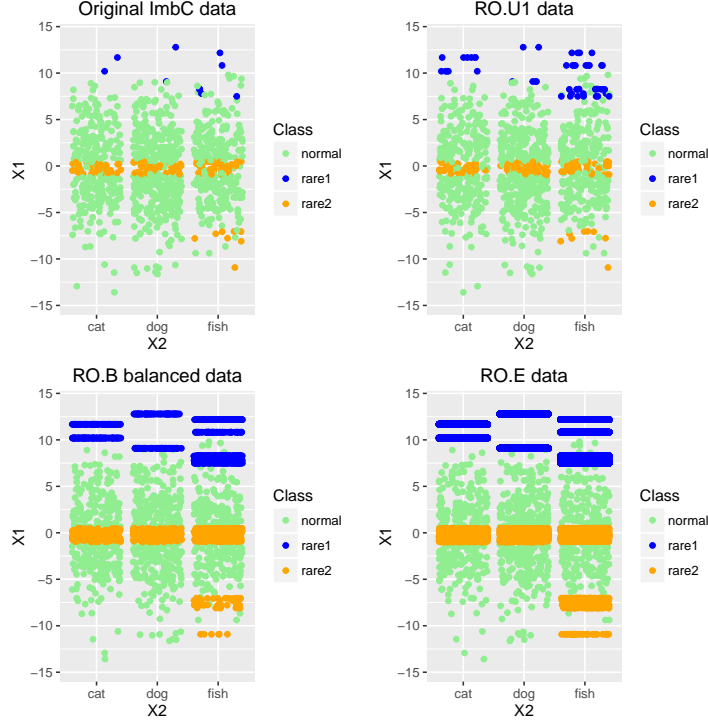 Original ImbC data
15
10
5
0
−5
−10
−15
X1
cat dog fish
X2
Class
normal
rare1
rare2
RO.U1 data
15
10
5
0
−5
−10
−15
X1
cat dog fish
X2
Class
normal
rare1
rare2
RO.B balanced data
15
10
5
0
−5
−10
−15
X1
cat dog fish
X2
Class
normal
rare1
rare2
RO.E data
15
10
5
0
−5
−10
−15
X1
cat dog fish
X2
Class
normal
rare1
rare2